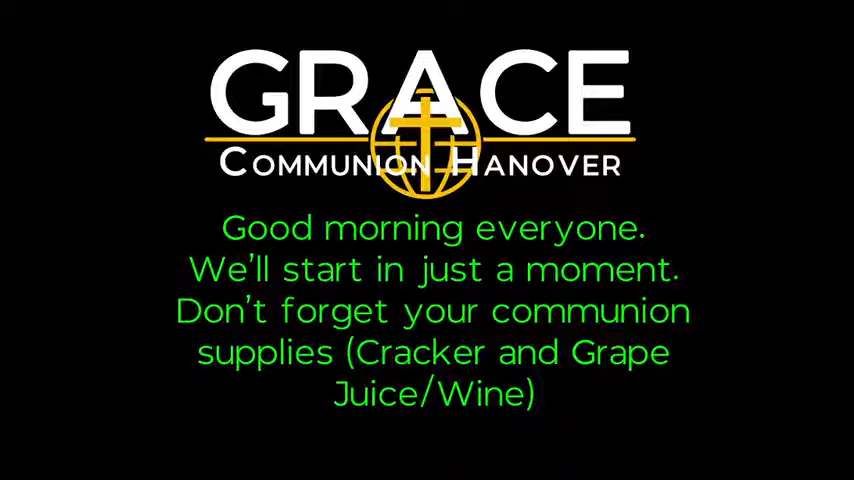 GRACE
COMMUNION HANOVER
Good morning everyone.
We'll start in just a moment.
Don't forget your communion
supplies (Cracker and Grape
Juice/Wine)